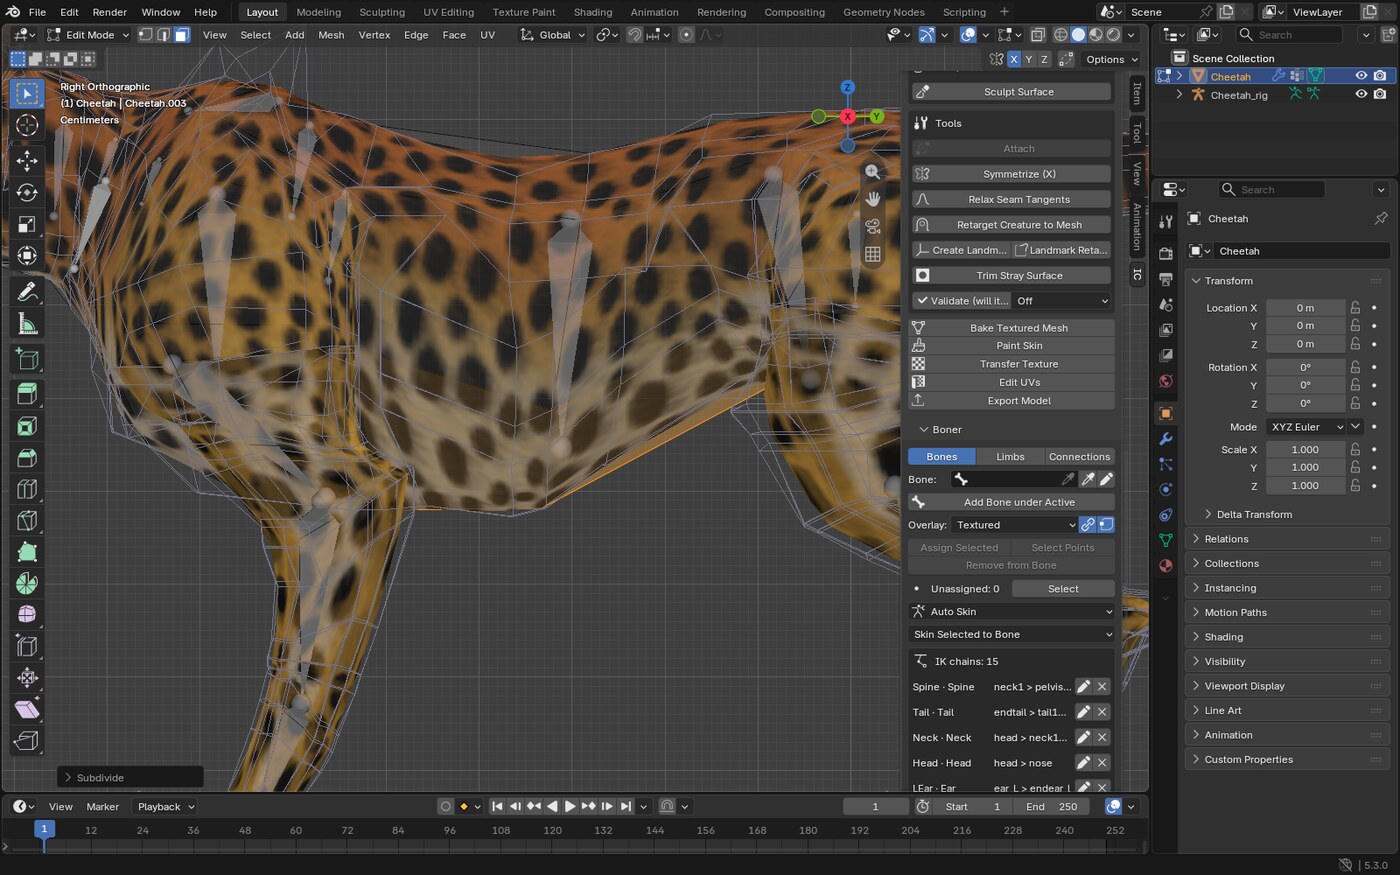 File Edit Render Window Help Layout Modeling Sculpting UV Editing Texture Paint Shading Animation Rendering Compositing Geometry Nodes Scripting + Scene ViewLayer
Edit Mode View Select Add Mesh Vertex Edge Face UV Global Search
X Y Z Options
Scene Collection
Cheetah
Cheetah_rig
Right Orthographic
(1) Cheetah | Cheetah.003
Centimeters
Z
X
Y
Item
Tool
View
Animation
IC
Sculpt Surface
Tools
Attach
Symmetrize (X)
Relax Seam Tangents
Retarget Creature to Mesh
Create Landm... Landmark Reta...
Trim Stray Surface
Validate (will it... Off
Bake Textured Mesh
Paint Skin
Transfer Texture
Edit UVs
Export Model
Boner
Bones Limbs Connections
Bone:
Add Bone under Active
Overlay: Textured
Assign Selected Select Points
Remove from Bone
Unassigned: 0 Select
Auto Skin
Skin Selected to Bone
IK chains: 15
Spine · Spine neck1 > pelvis...
Tail · Tail endtail > tail1...
Neck · Neck head > neck1...
Head · Head head > nose
LEar · Ear ear_L > endear_l
Search
Cheetah
Cheetah
Transform
Location X 0 m
Y 0 m
Z 0 m
Rotation X 0°
Y 0°
Z 0°
Mode XYZ Euler
Scale X 1.000
Y 1.000
Z 1.000
Delta Transform
Relations
Collections
Instancing
Motion Paths
Shading
Visibility
Viewport Display
Line Art
Animation
Custom Properties
Subdivide
View Marker Playback 1 Start 1 End 250
1 12 24 36 48 60 72 84 96 108 120 132 144 156 168 180 192 204 216 228 240 252
5.3.0